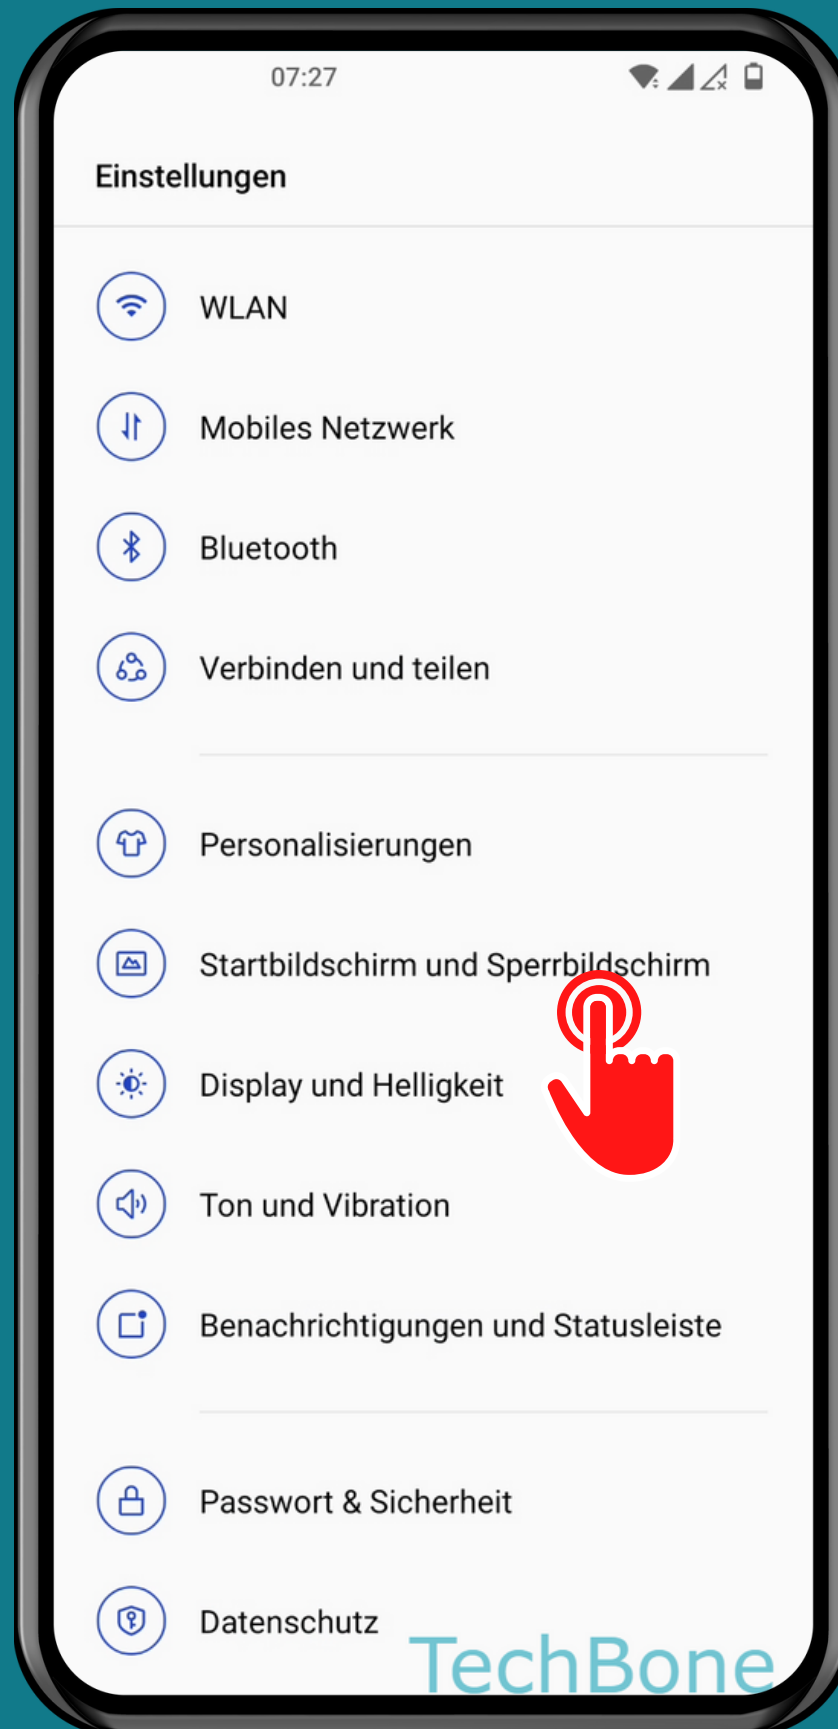 07:27
Einstellungen
WLAN
Mobiles Netzwerk
Bluetooth
Verbinden und teilen
Personalisierungen
Startbildschirm und Sperrbildschirm
Display und Helligkeit
Ton und Vibration
Benachrichtigungen und Statusleiste
Passwort & Sicherheit
Datenschutz
TechBone